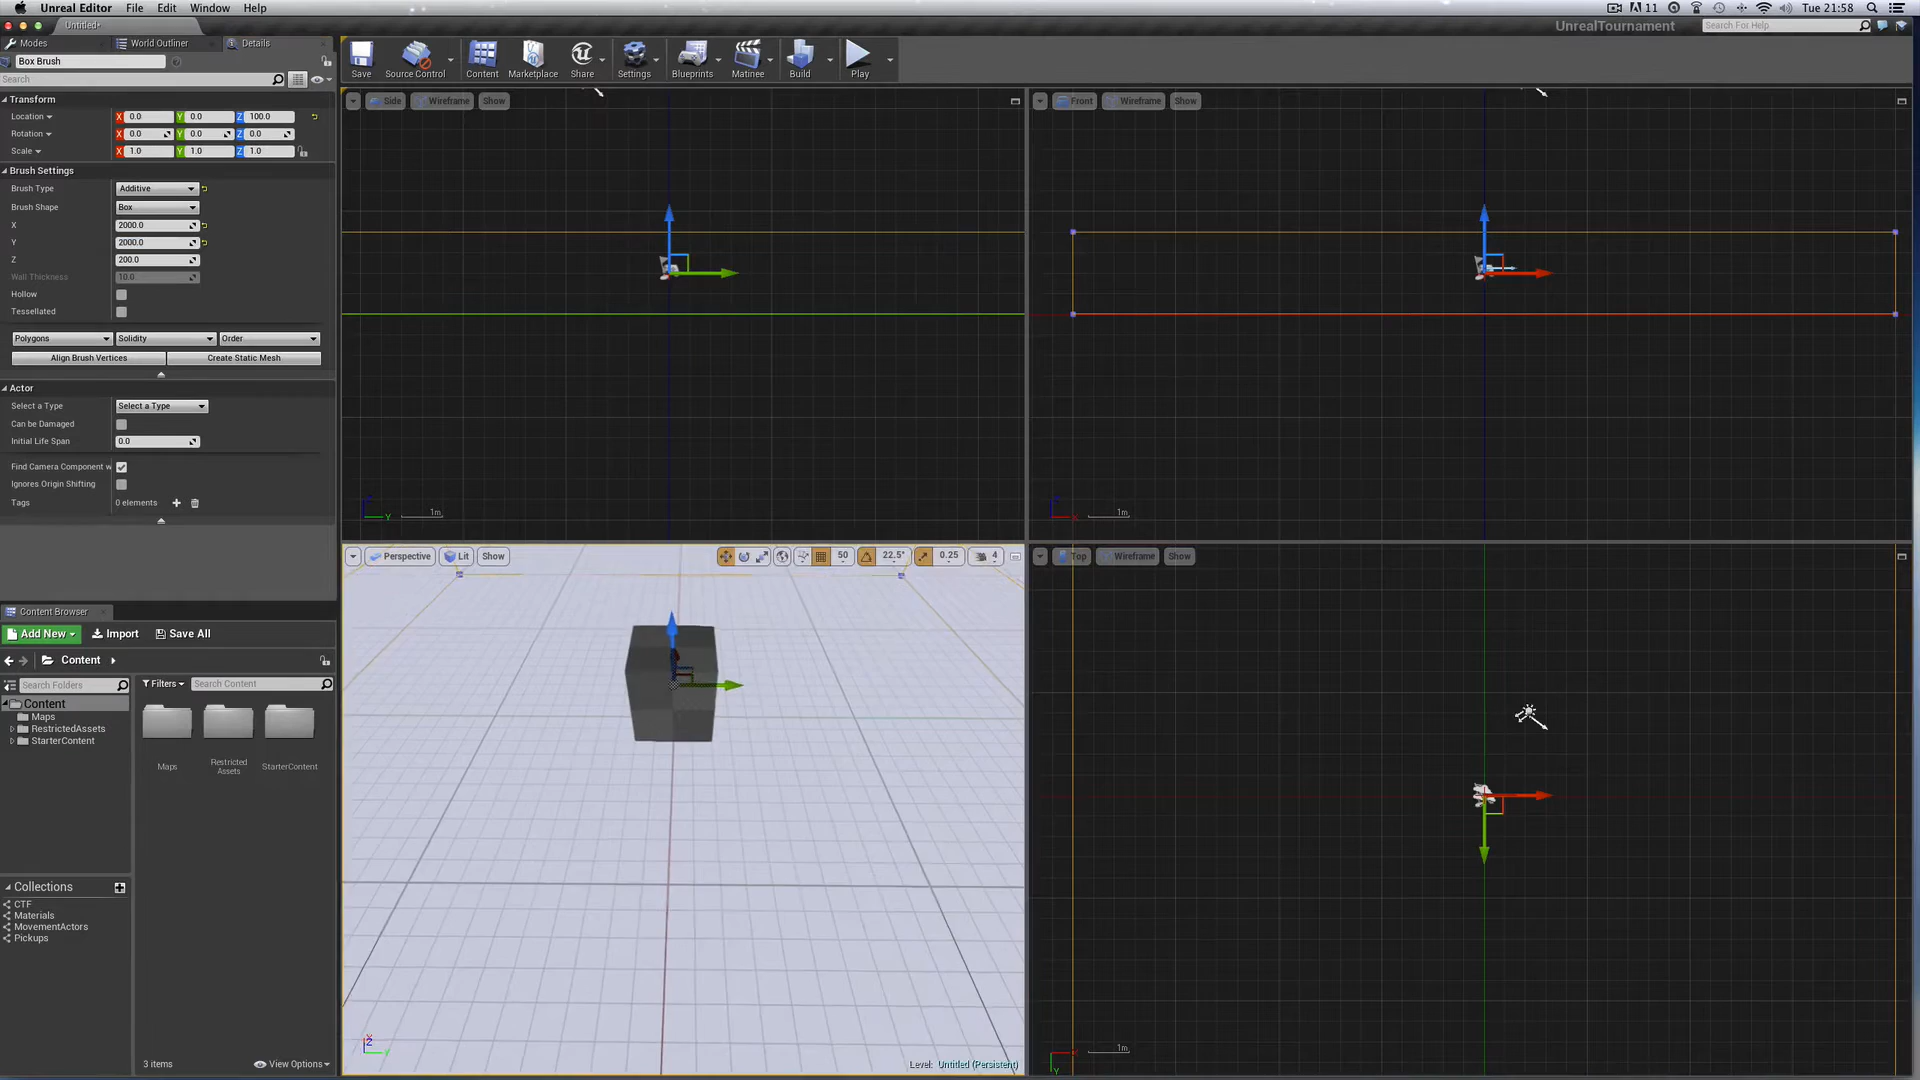 Unreal Editor File Edit Window Help 11 Tue 21:58
Untitled* UnrealTournament Search For Help
Modes World Outliner Details
Box Brush
Search
Save Source Control Content Marketplace Share Settings Blueprints Matinee Build Play
Transform
Location X 0.0 Y 0.0 Z 100.0
Rotation X 0.0 Y 0.0 Z 0.0
Scale X 1.0 Y 1.0 Z 1.0
Brush Settings
Brush Type Additive
Brush Shape Box
X 2000.0
Y 2000.0
Z 200.0
Wall Thickness 10.0
Hollow
Tessellated
Polygons Solidity Order
Align Brush Vertices Create Static Mesh
Actor
Select a Type Select a Type
Can be Damaged
Initial Life Span 0.0
Find Camera Component w
Ignores Origin Shifting
Tags 0 elements
Side Wireframe Show
Y 1m
Front Wireframe Show
X 1m
Perspective Lit Show 50 22.5° 0.25 4
Z Y
Level: Untitled (Persistent)
Top Wireframe Show
X Y 1m
Content Browser
Add New Import Save All
Content
Search Folders Filters Search Content
Content
Maps
RestrictedAssets
StarterContent
Maps Restricted Assets StarterContent
Collections
CTF
Materials
MovementActors
Pickups
3 items View Options